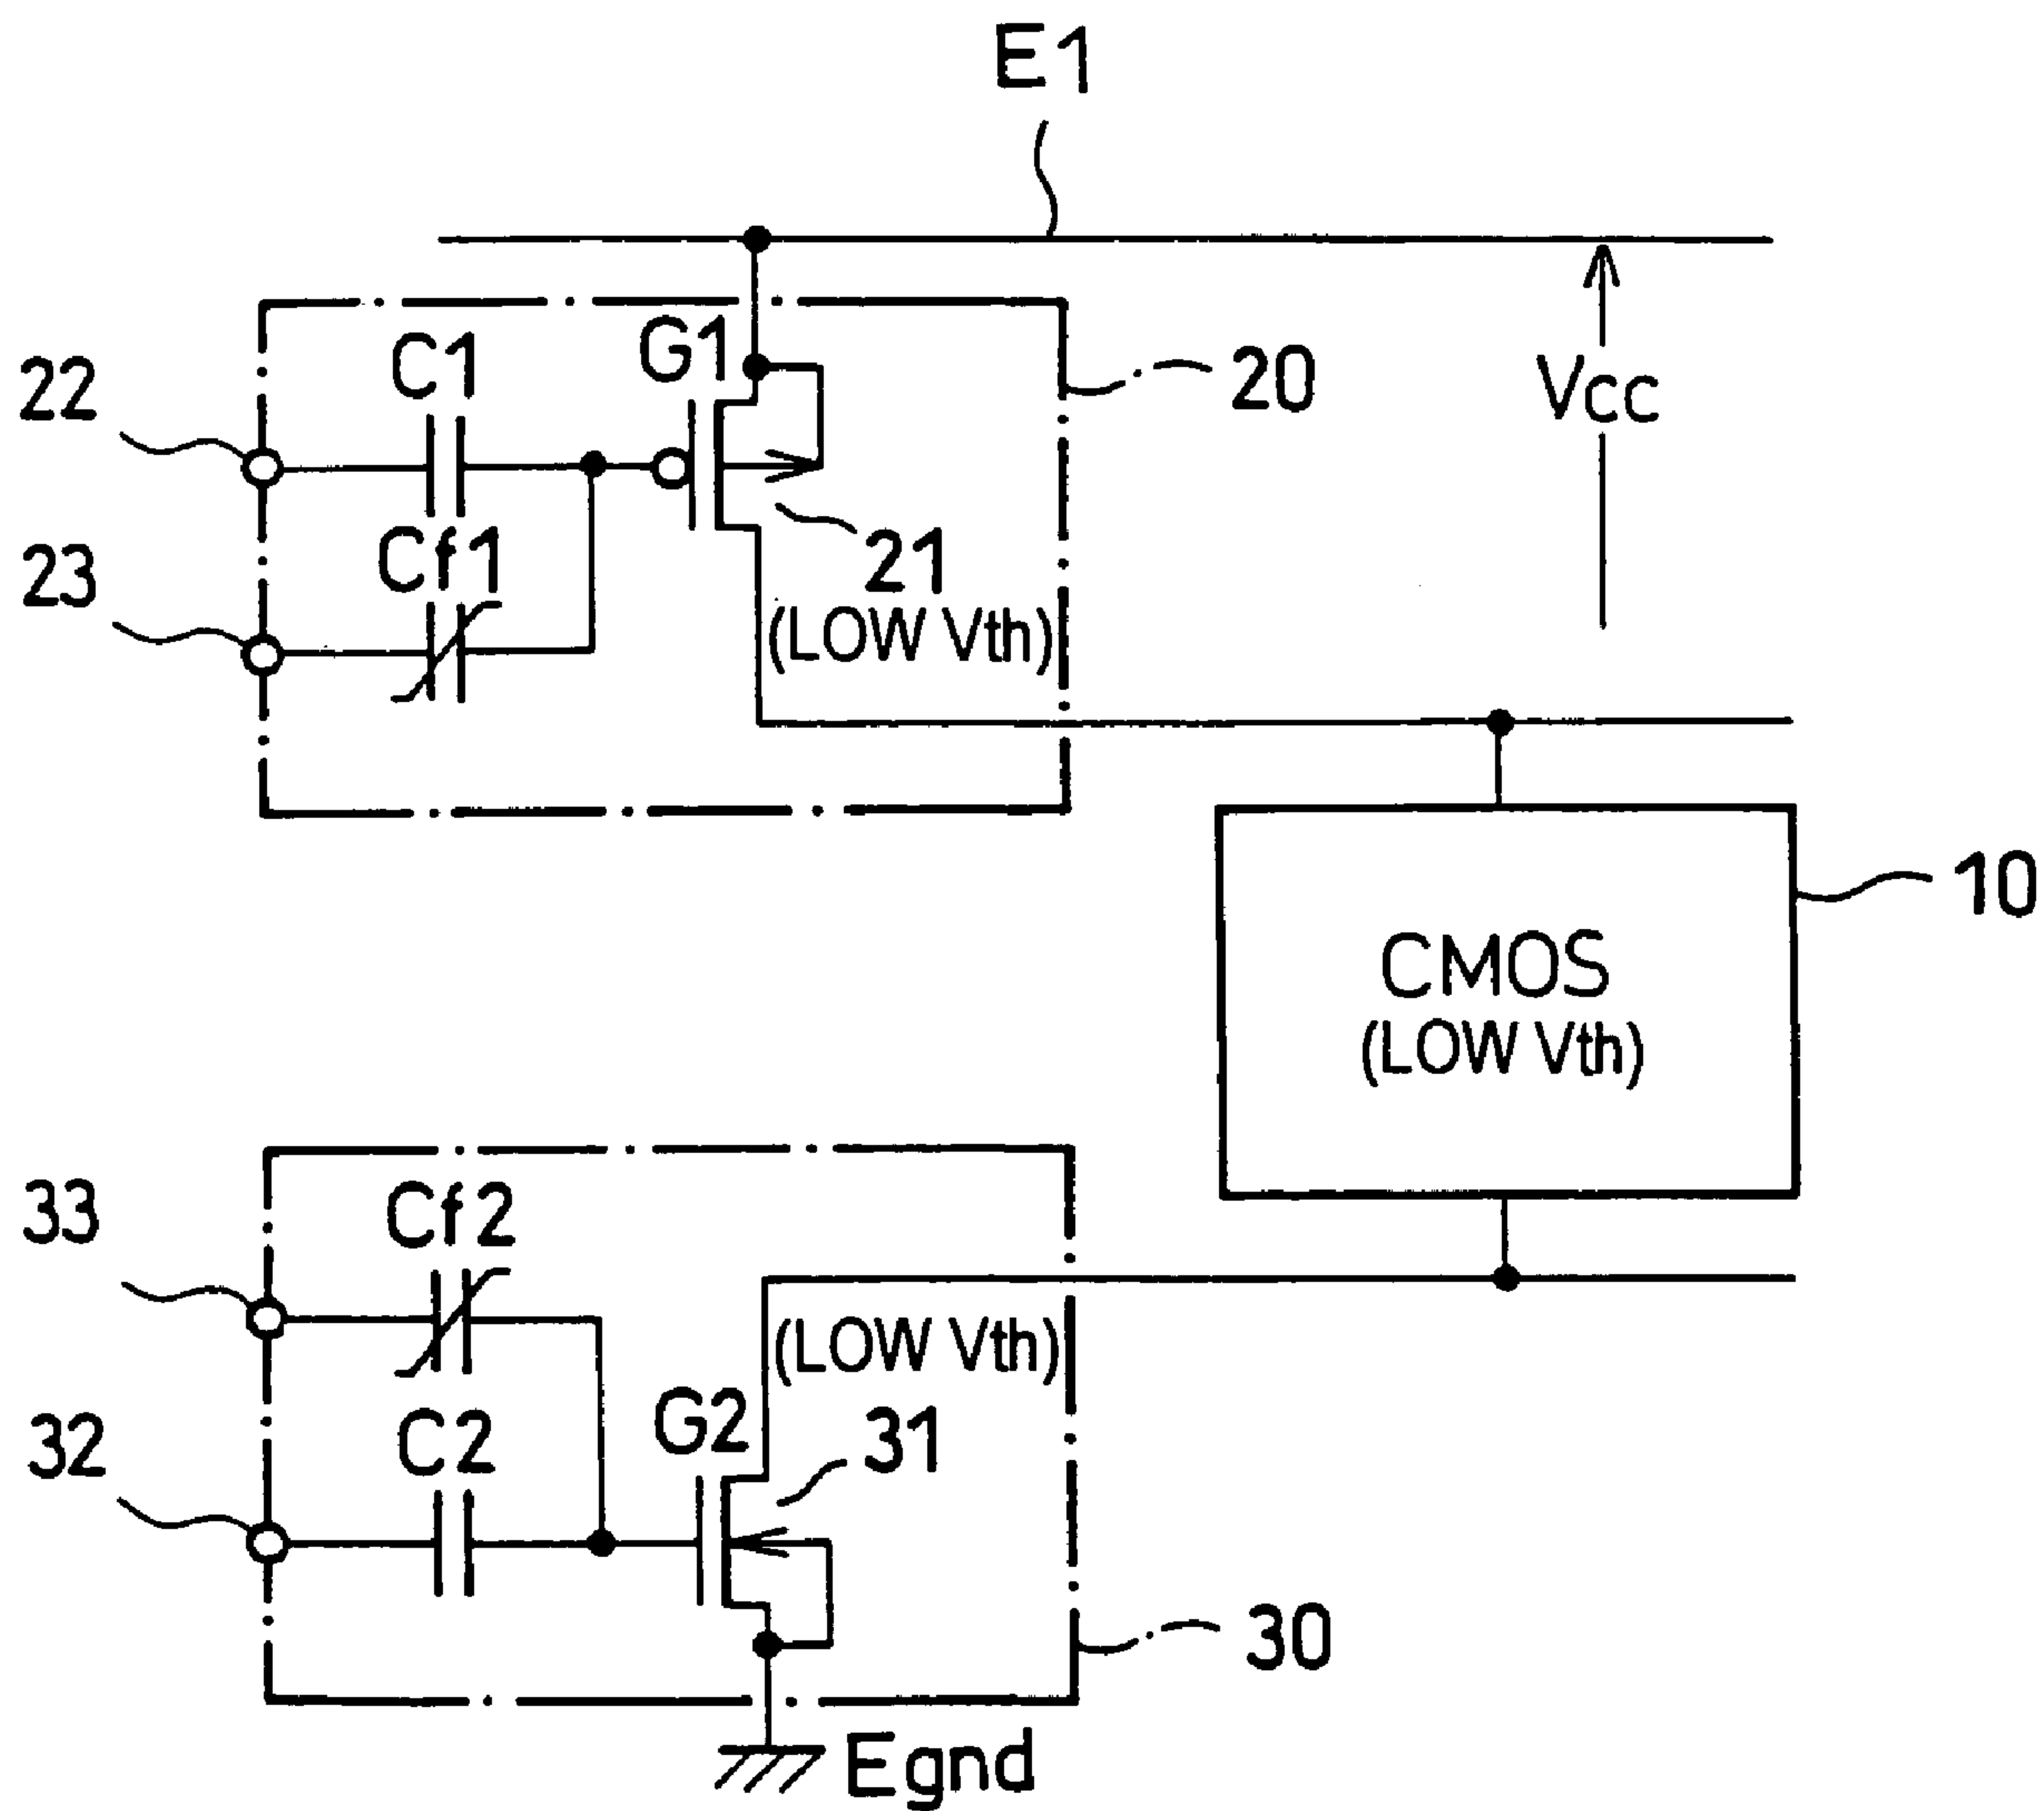 E1
C1
G1
20
Vcc
22
Cf1
21
23
(LOW Vth)
10
CMOS
(LOW Vth)
33
Cf2
(LOW Vth)
G2
31
C2
32
30
Egnd